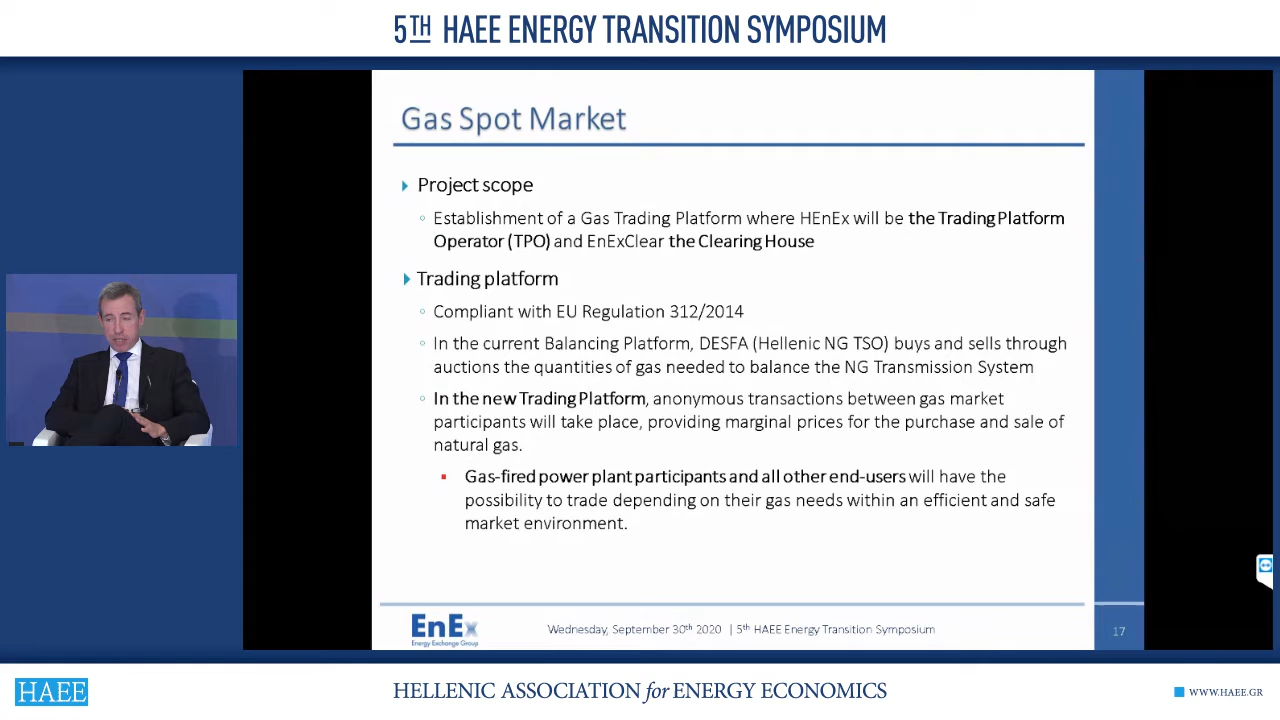 5TH HAEE ENERGY TRANSITION SYMPOSIUM
Gas Spot Market
Project scope
Establishment of a Gas Trading Platform where HEnEx will be the Trading Platform
Operator (TPO) and EnExClear the Clearing House
Trading platform
Compliant with EU Regulation 312/2014
In the current Balancing Platform, DESFA (Hellenic NG TSO) buys and sells through
auctions the quantities of gas needed to balance the NG Transmission System
In the new Trading Platform, anonymous transactions between gas market
participants will take place, providing marginal prices for the purchase and sale of
natural gas.
Gas-fired power plant participants and all other end-users will have the
possibility to trade depending on their gas needs within an efficient and safe
market environment.
EnEx
Energy Exchange Group
Wednesday, September 30th 2020 | 5th HAEE Energy Transition Symposium
17
HAEE
HELLENIC ASSOCIATION for ENERGY ECONOMICS
WWW.HAEE.GR